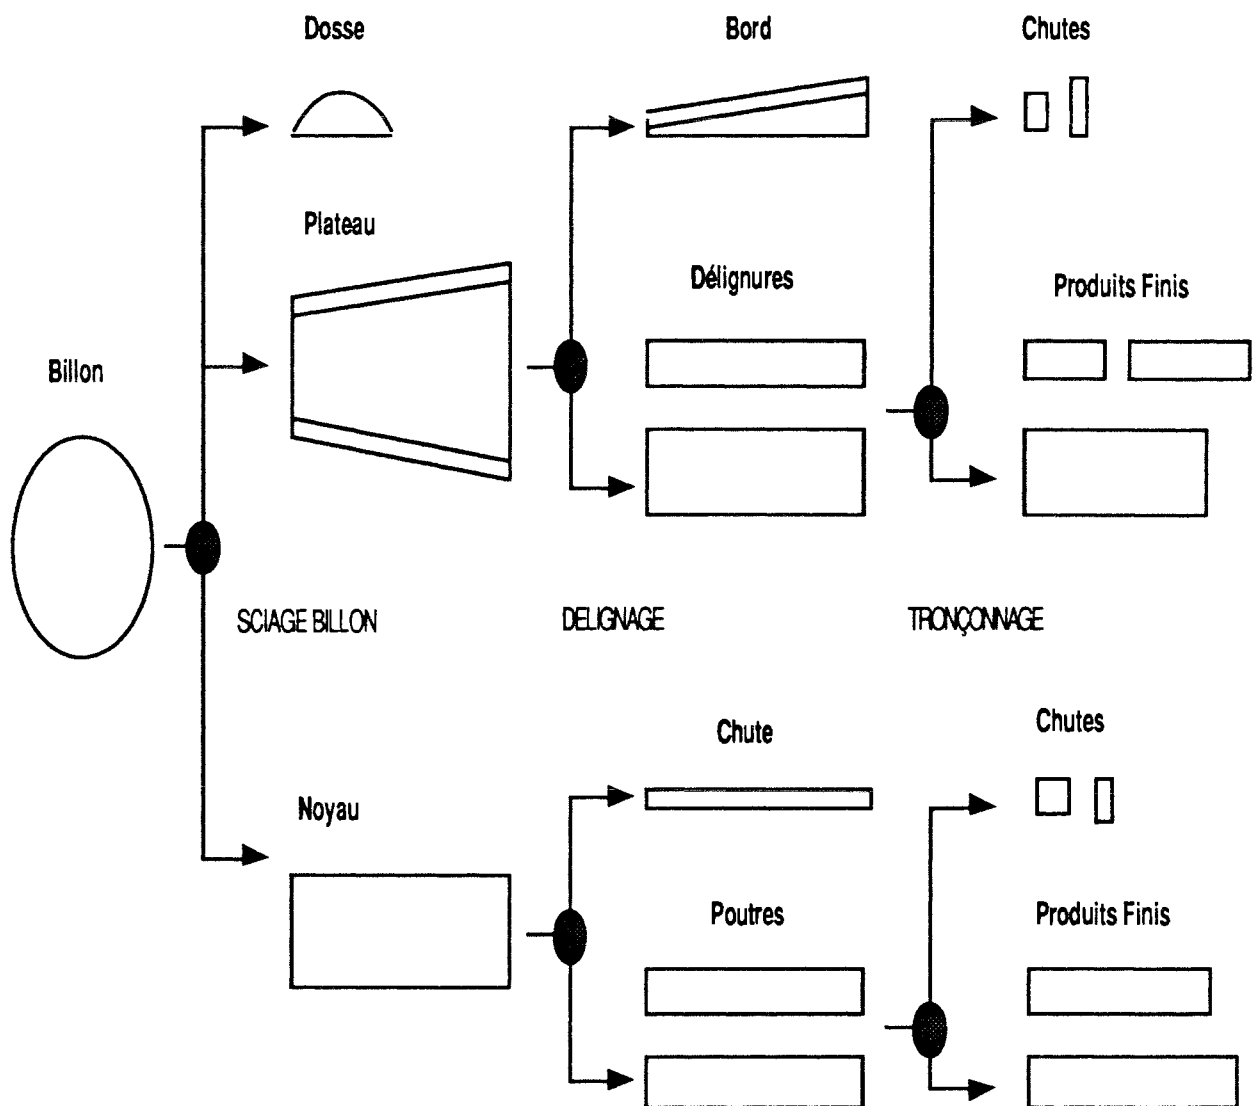 Dosse
Bord
Chutes
Plateau
Délignures
Produits Finis
Billon
SCIAGE BILLON
DELIGNAGE
TRONÇONNAGE
Chute
Chutes
Noyau
Poutres
Produits Finis